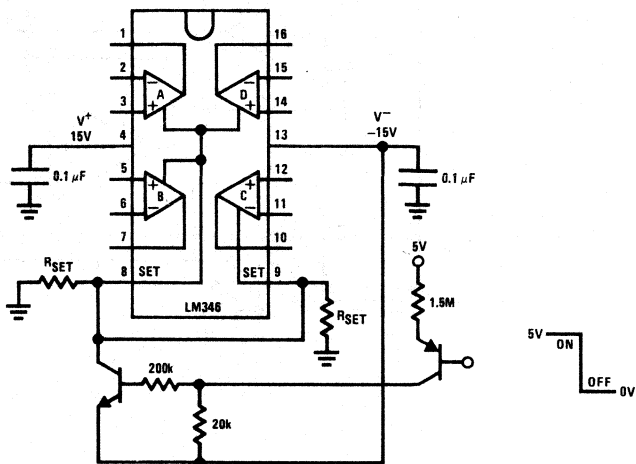 1
16
2
15
A
D
−
+
−
+
3
14
V+
15V
4
13
V−
−15V
0.1 μF
0.1 μF
5
12
B
C
+
−
+
−
6
11
7
10
RSET
8 SET
SET 9
LM346
RSET
5V
1.5M
200k
20k
5V
ON
OFF
0V